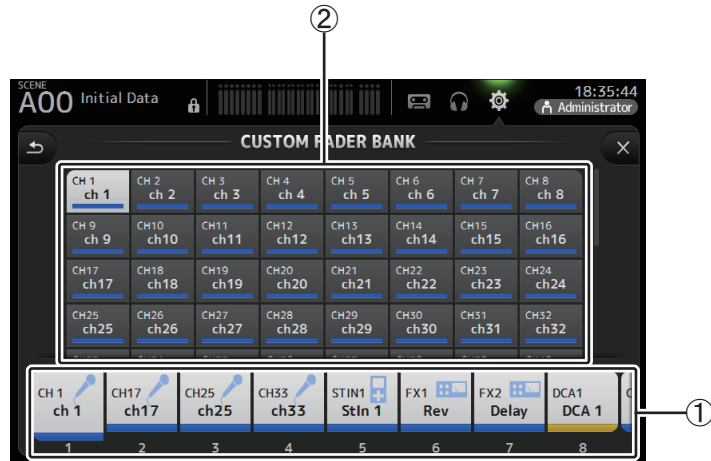 ②
SCENE
A00 Initial Data
18:35:44
Administrator
CUSTOM FADER BANK
CH 1 CH 2 CH 3 CH 4 CH 5 CH 6 CH 7 CH 8
ch 1 ch 2 ch 3 ch 4 ch 5 ch 6 ch 7 ch 8
CH 9 CH10 CH11 CH12 CH13 CH14 CH15 CH16
ch 9 ch10 ch11 ch12 ch13 ch14 ch15 ch16
CH17 CH18 CH19 CH20 CH21 CH22 CH23 CH24
ch17 ch18 ch19 ch20 ch21 ch22 ch23 ch24
CH25 CH26 CH27 CH28 CH29 CH30 CH31 CH32
ch25 ch26 ch27 ch28 ch29 ch30 ch31 ch32
CH 1 CH17 CH25 CH33 STIN1 FX1 FX2 DCA1
ch 1 ch17 ch25 ch33 StIn 1 Rev Delay DCA 1
①
1 2 3 4 5 6 7 8